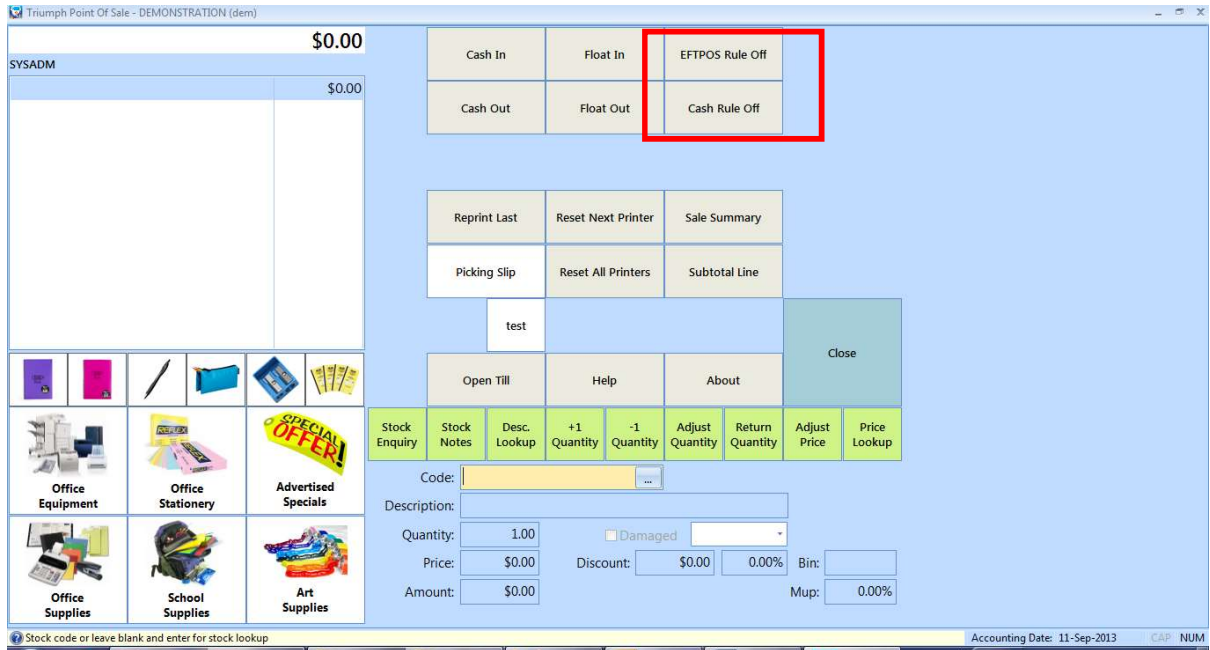 Triumph Point Of Sale - DEMONSTRATION (dem)
$0.00
SYSADM
$0.00
Cash In
Float In
EFTPOS Rule Off
Cash Out
Float Out
Cash Rule Off
Reprint Last
Reset Next Printer
Sale Summary
Picking Slip
Reset All Printers
Subtotal Line
test
Close
Open Till
Help
About
REFLEX
SPECIAL
OFFER!
Office
Equipment
Office
Stationery
Advertised
Specials
Office
Supplies
School
Supplies
Art
Supplies
Stock
Enquiry
Stock
Notes
Desc.
Lookup
+1
Quantity
-1
Quantity
Adjust
Quantity
Return
Quantity
Adjust
Price
Price
Lookup
Code:
...
Description:
Quantity: 1.00
Damaged
Price: $0.00
Discount: $0.00 0.00%
Bin:
Amount: $0.00
Mup: 0.00%
Stock code or leave blank and enter for stock lookup
Accounting Date: 11-Sep-2013
CAP NUM